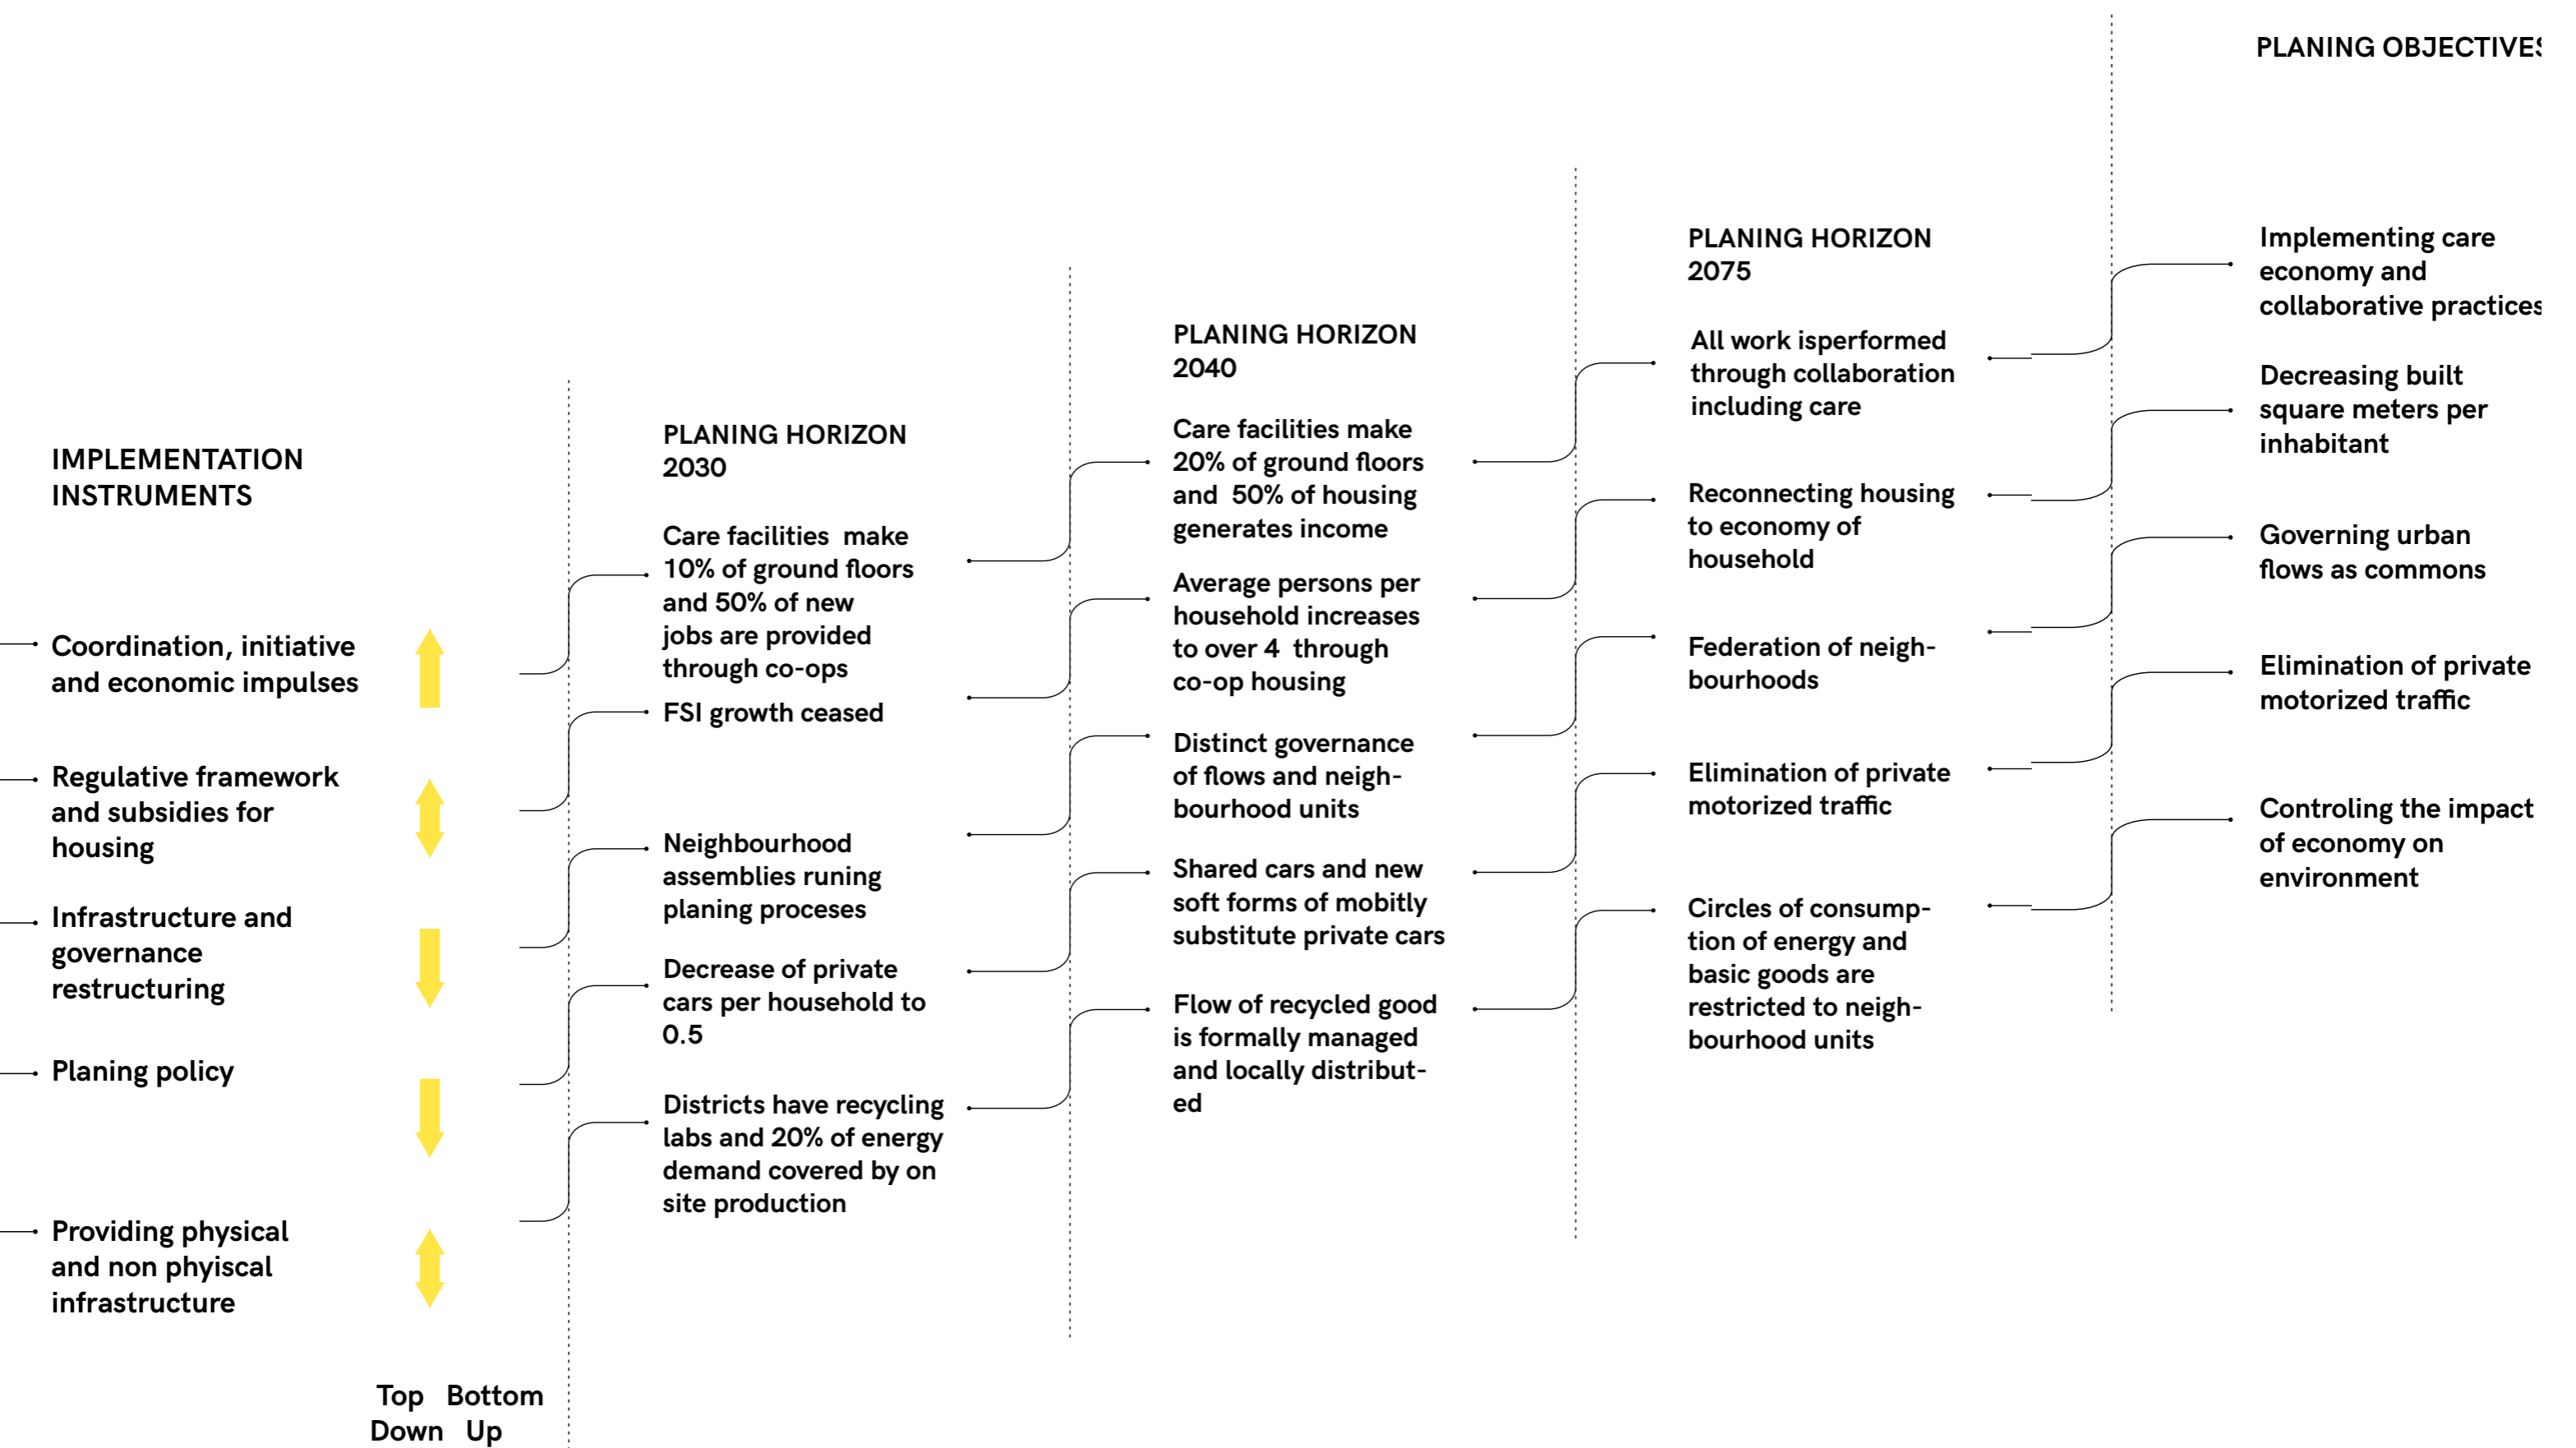 IMPLEMENTATION
INSTRUMENTS
Coordination, initiative
and economic impulses
Regulative framework
and subsidies for
housing
Infrastructure and
governance
restructuring
Planing policy
Providing physical
and non phyiscal
infrastructure
Top Bottom
Down Up
PLANING HORIZON
2030
Care facilities make
10% of ground floors
and 50% of new
jobs are provided
through co-ops
FSI growth ceased
Neighbourhood
assemblies runing
planing proceses
Decrease of private
cars per household to
0.5
Districts have recycling
labs and 20% of energy
demand covered by on
site production
PLANING HORIZON
2040
Care facilities make
20% of ground floors
and 50% of housing
generates income
Average persons per
household increases
to over 4 through
co-op housing
Distinct governance
of flows and neigh-
bourhood units
Shared cars and new
soft forms of mobitly
substitute private cars
Flow of recycled good
is formally managed
and locally distribut-
ed
PLANING HORIZON
2075
All work isperformed
through collaboration
including care
Reconnecting housing
to economy of
household
Federation of neigh-
bourhoods
Elimination of private
motorized traffic
Circles of consump-
tion of energy and
basic goods are
restricted to neigh-
bourhood units
PLANING OBJECTIVES
Implementing care
economy and
collaborative practices
Decreasing built
square meters per
inhabitant
Governing urban
flows as commons
Elimination of private
motorized traffic
Controling the impact
of economy on
environment